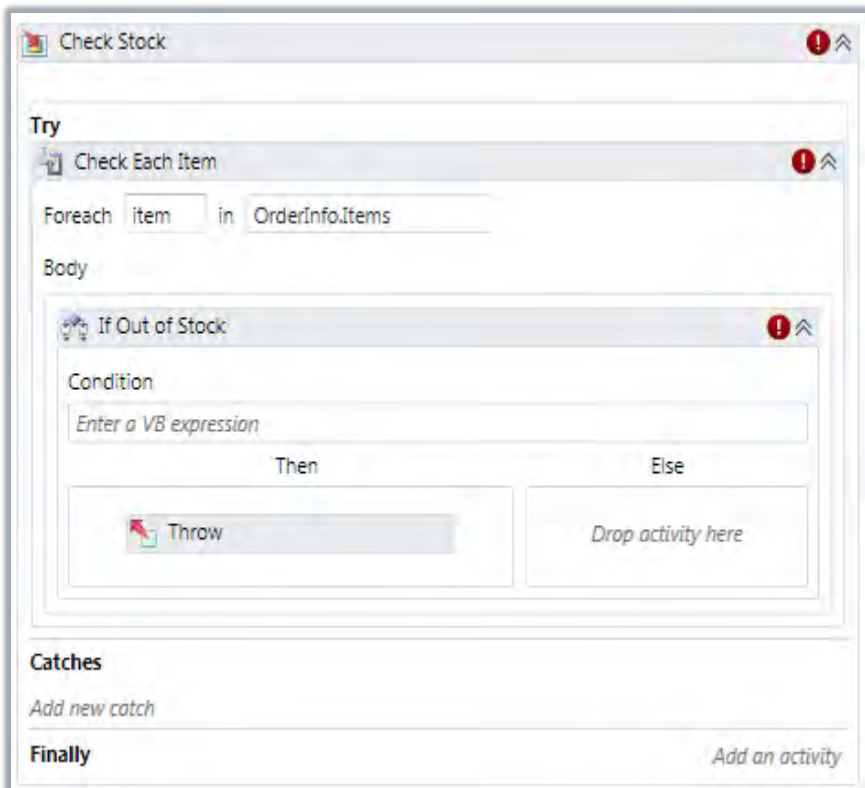 Check Stock
Try
Check Each Item
Foreach item in OrderInfo.Items
Body
If Out of Stock
Condition
Enter a VB expression
Then Else
Throw Drop activity here
Catches
Add new catch
Finally Add an activity